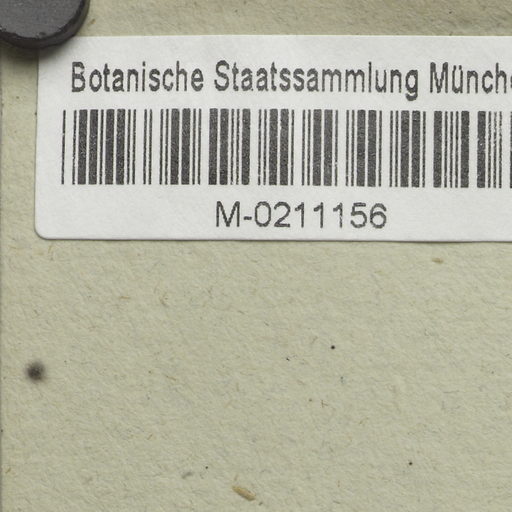 Botanische Staatssammlung Münch
M-0211156